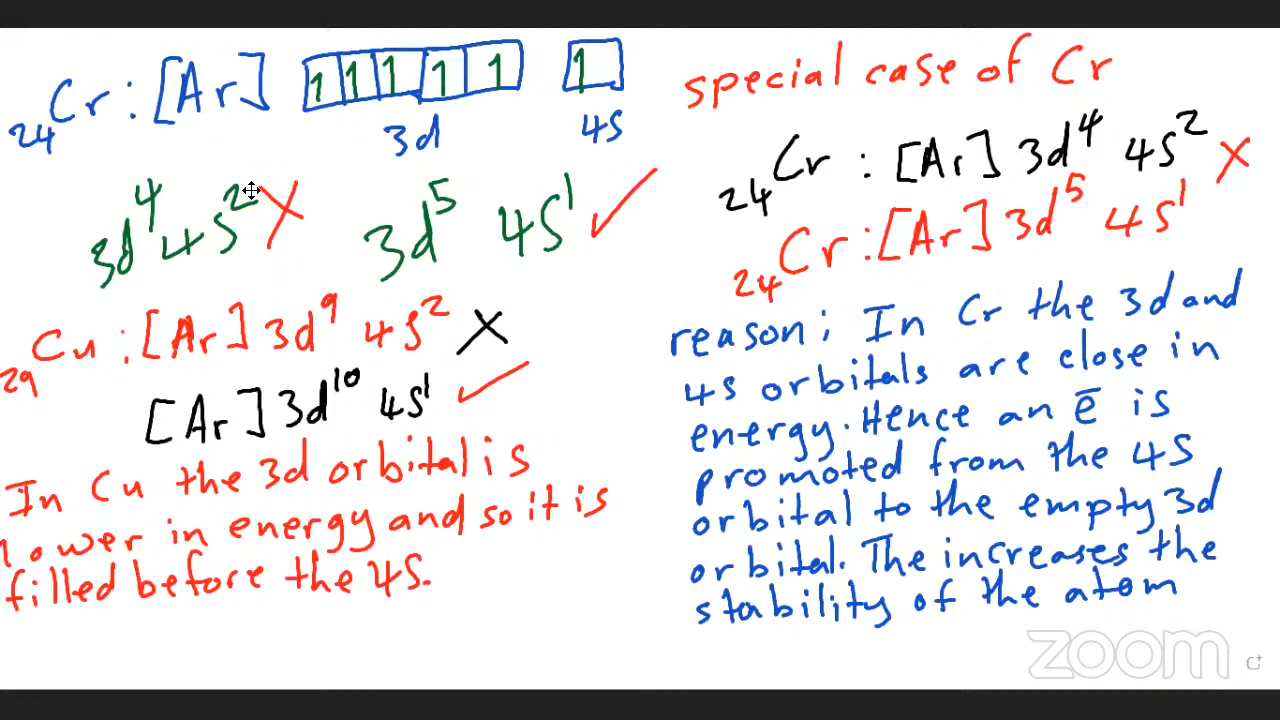 24Cr : [Ar] 1 1 1 1 1 1
3d 4s
3d⁴ 4s² X 3d⁵ 4s¹ ✓
29Cu : [Ar] 3d⁹ 4s² X
[Ar] 3d¹⁰ 4s¹ ✓
In Cu the 3d orbital is
lower in energy and so it is
filled before the 4s.
special case of Cr
24Cr : [Ar] 3d⁴ 4s² X
24Cr : [Ar] 3d⁵ 4s¹
reason; In Cr the 3d and
4s orbitals are close in
energy. Hence an e̅ is
promoted from the 4s
orbital to the empty 3d
orbital. The increases the
stability of the atom
zoom